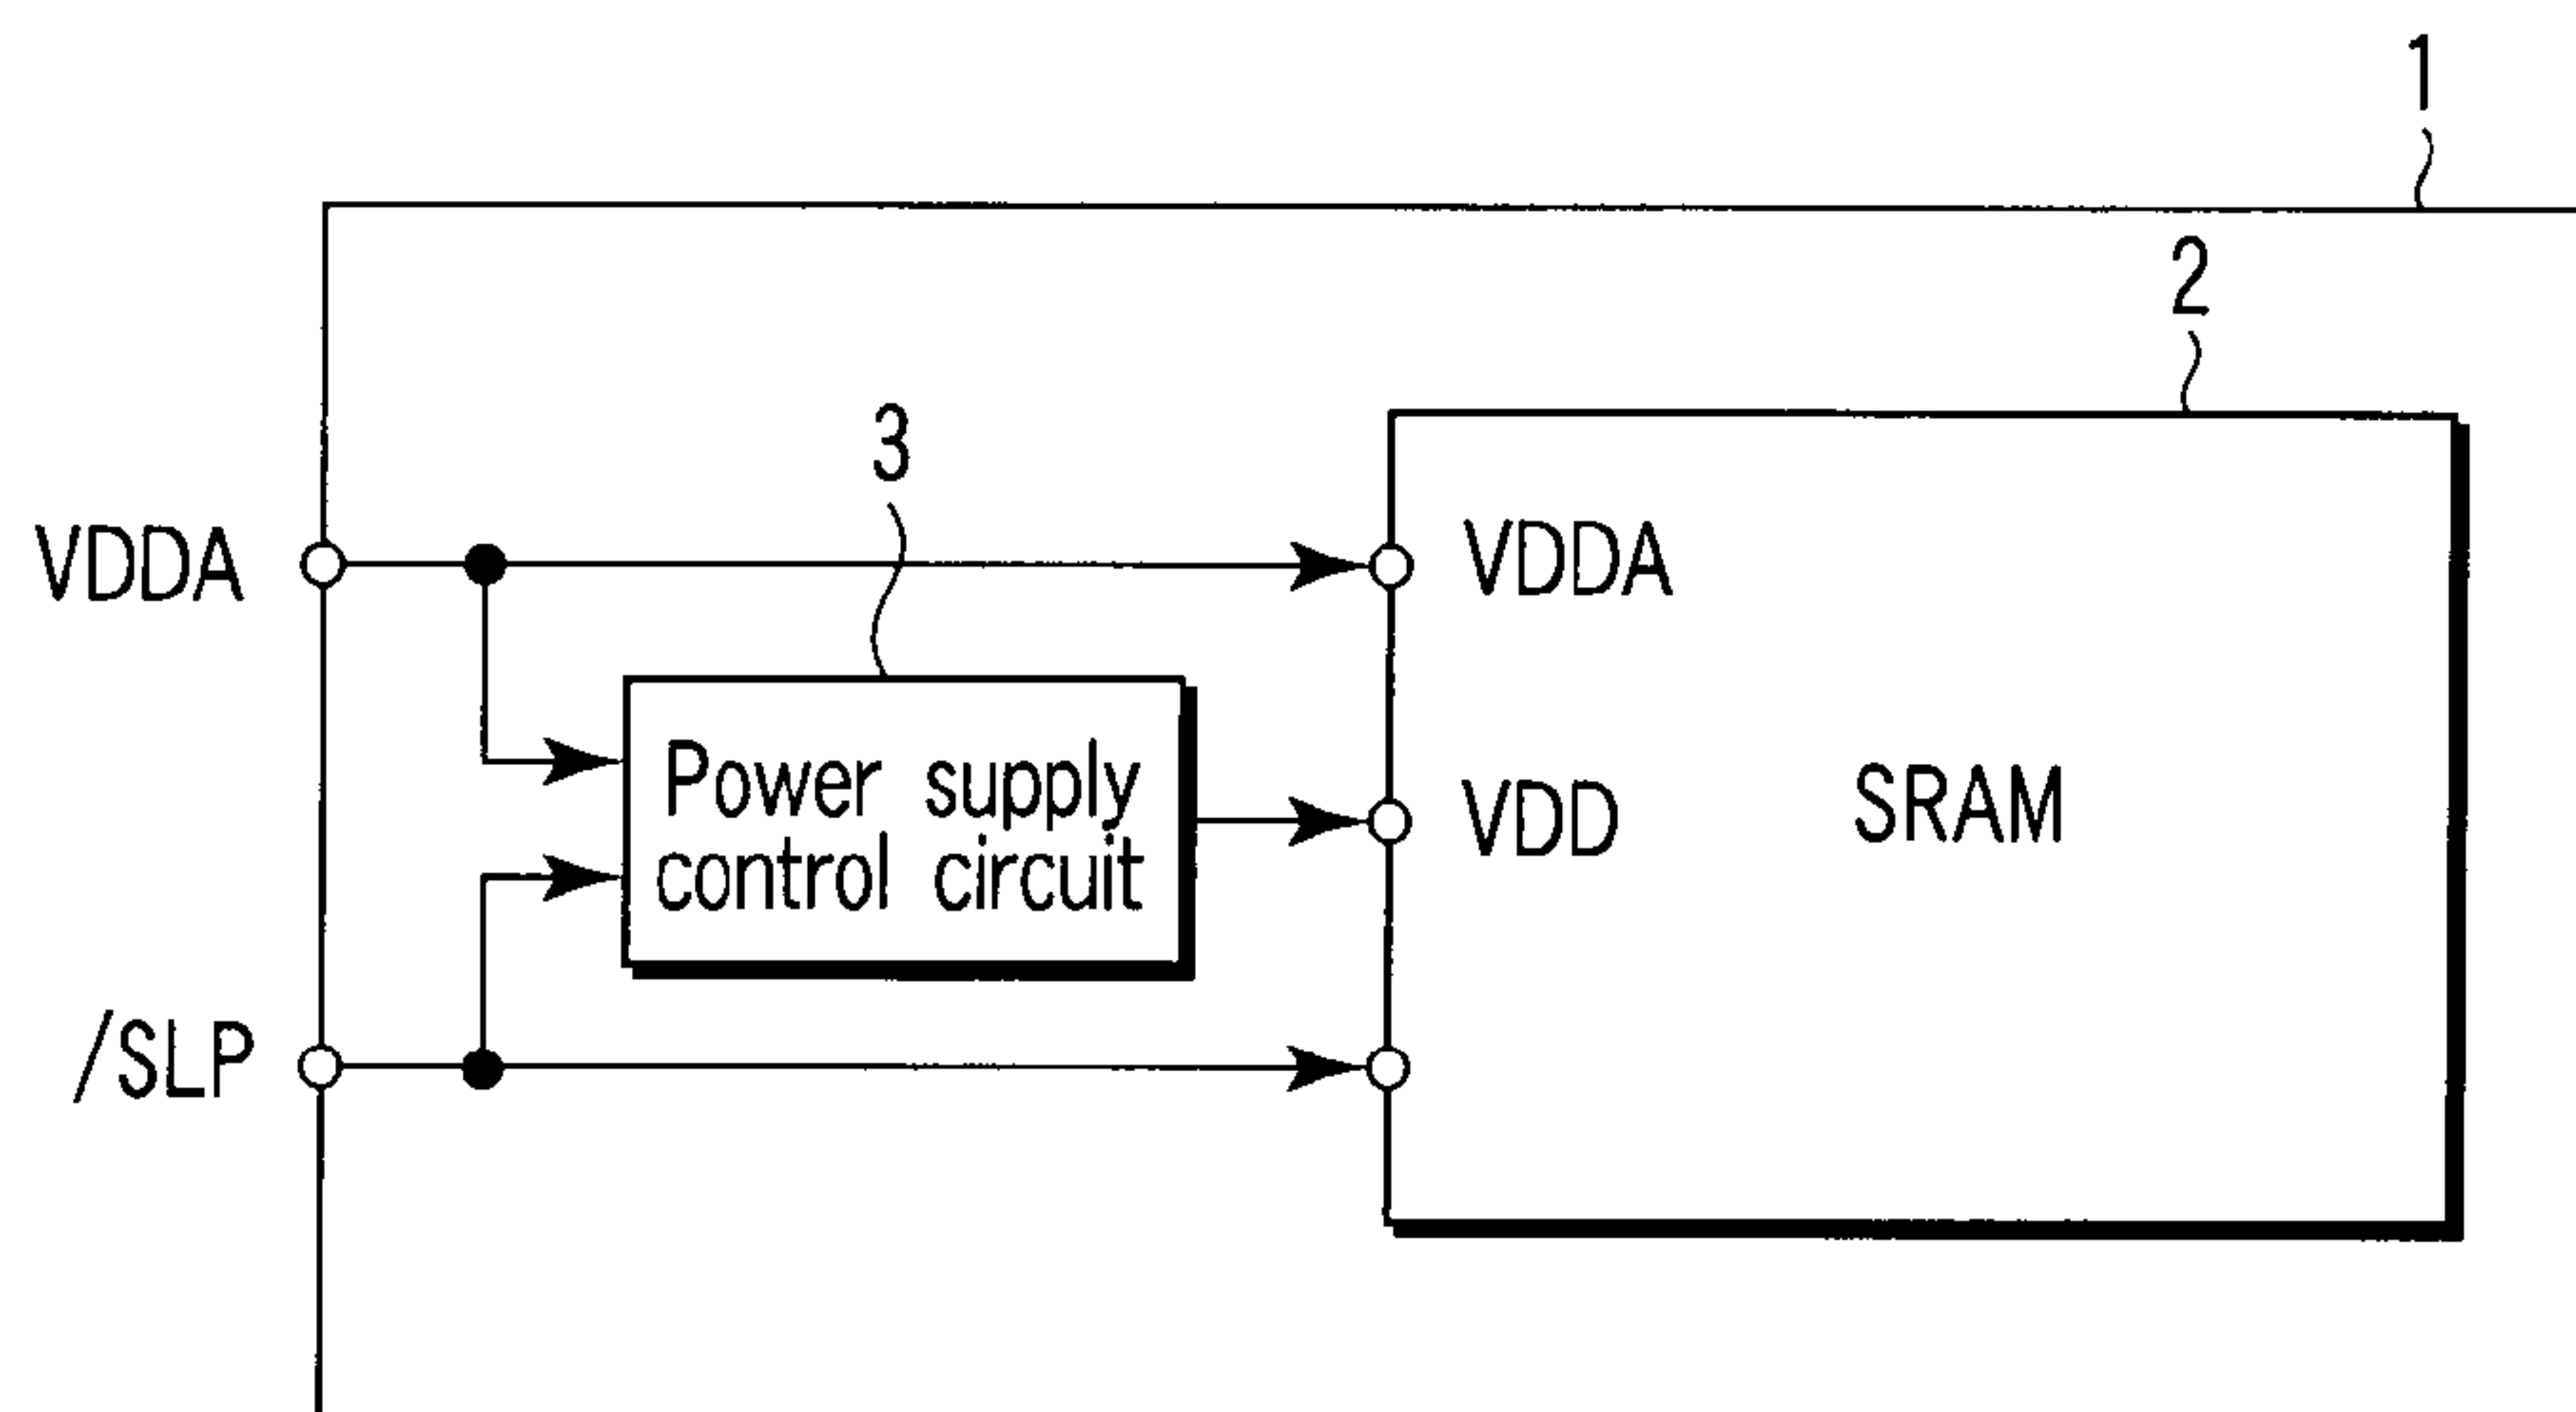 1
2
3
VDDA
VDDA
Power supply
control circuit
VDD
SRAM
/SLP